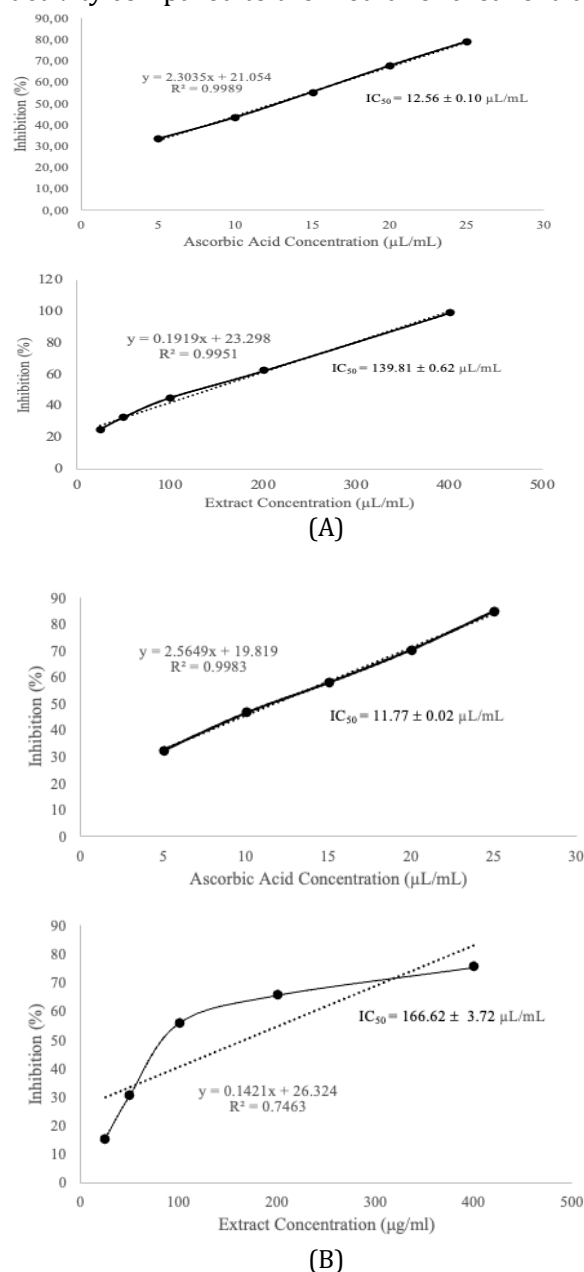 activity compared to the
90,00
80,00
70,00
60,00
50,00
40,00
30,00
20,00
10,00
0,00
Inhibition (%)
y = 2.3035x + 21.054
R² = 0.9989
IC₅₀ = 12.56 ± 0.10 µL/mL
0 5 10 15 20 25 30
Ascorbic Acid Concentration (µL/mL)
120
100
80
60
40
20
0
Inhibition (%)
y = 0.1919x + 23.298
R² = 0.9951
IC₅₀ = 139.81 ± 0.62 µL/mL
0 100 200 300 400 500
Extract Concentration (µL/mL)
(A)
90
80
70
60
50
40
30
20
10
0
Inhibition (%)
y = 2.5649x + 19.819
R² = 0.9983
IC₅₀ = 11.77 ± 0.02 µL/mL
0 5 10 15 20 25 30
Ascorbic Acid Concentration (µL/mL)
90
80
70
60
50
40
30
20
10
0
Inhibition (%)
IC₅₀ = 166.62 ± 3.72 µL/mL
y = 0.1421x + 26.324
R² = 0.7463
0 100 200 300 400 500
Extract Concentration (µg/ml)
(B)